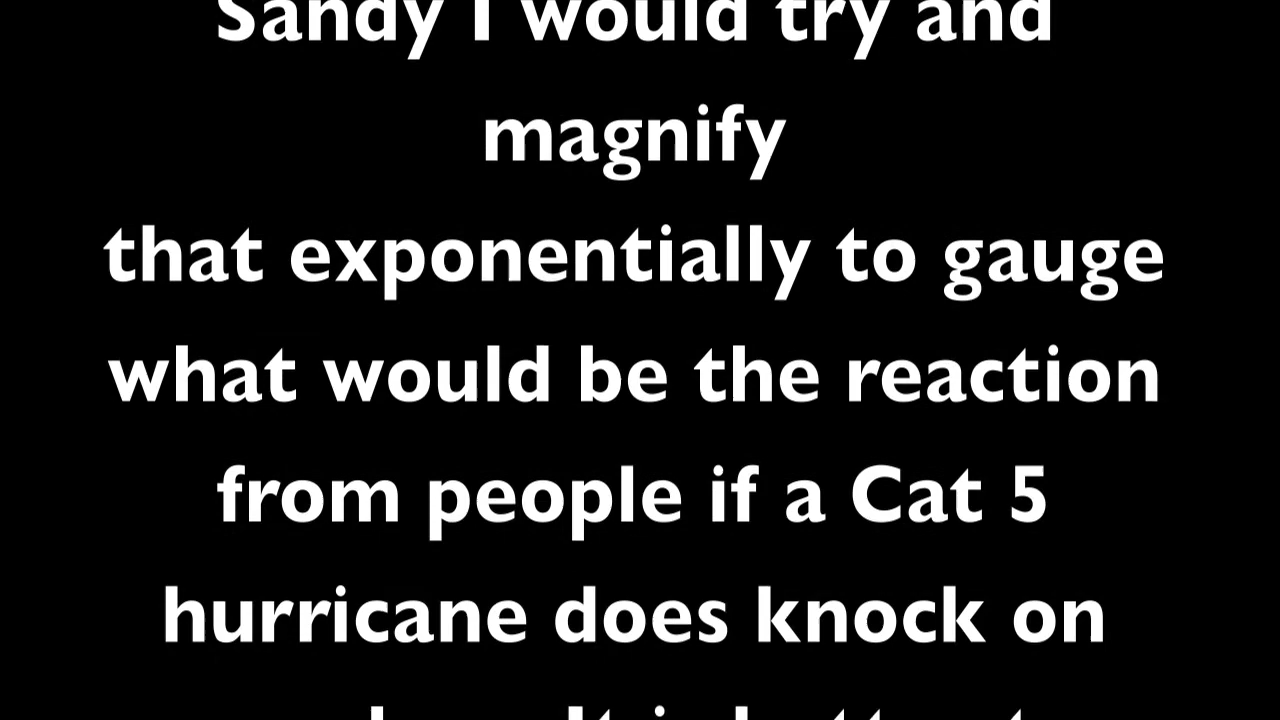 Sandy I would try and
magnify
that exponentially to gauge
what would be the reaction
from people if a Cat 5
hurricane does knock on